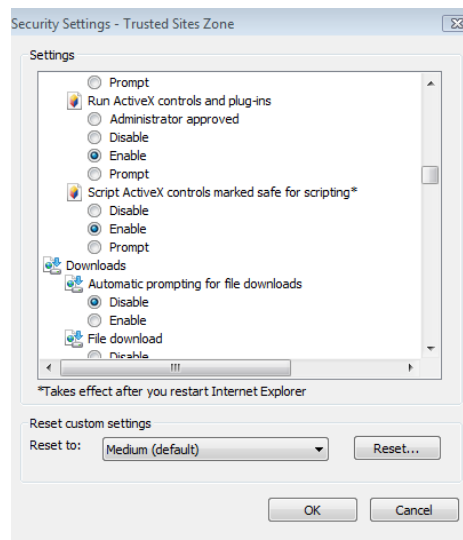 Security Settings - Trusted Sites Zone
Settings
Prompt
Run ActiveX controls and plug-ins
Administrator approved
Disable
Enable
Prompt
Script ActiveX controls marked safe for scripting*
Disable
Enable
Prompt
Downloads
Automatic prompting for file downloads
Disable
Enable
File download
Disable
*Takes effect after you restart Internet Explorer
Reset custom settings
Reset to: Medium (default) Reset...
OK Cancel